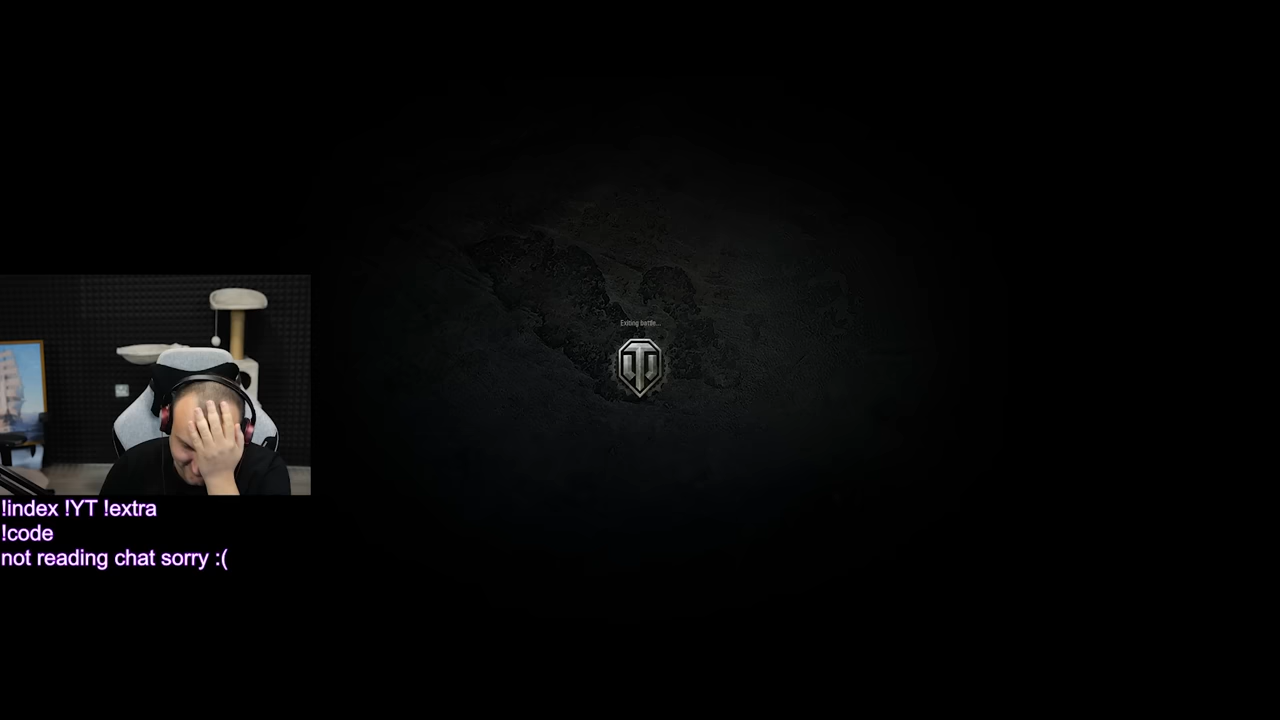 Exiting battle...
!index !YT !extra
!code
not reading chat sorry :(